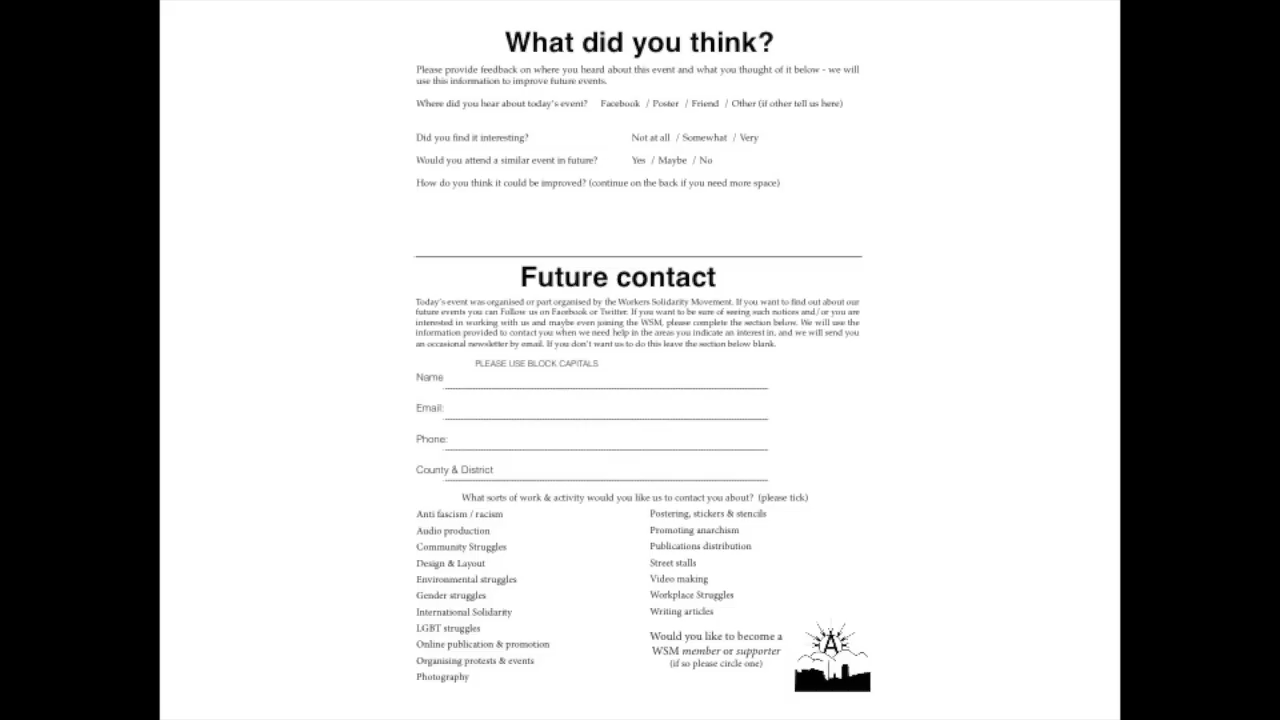 What did you think?
Please provide feedback on where you heard about this event and what you thought of it below - we will
use this information to improve future events.
Where did you hear about today's event? Facebook / Poster / Friend / Other (if other tell us here)
Did you find it interesting? Not at all / Somewhat / Very
Would you attend a similar event in future? Yes / Maybe / No
How do you think it could be improved? (continue on the back if you need more space)
Future contact
Today's event was organised or part organised by the Workers Solidarity Movement. If you want to find out about our
future events you can Follow us on Facebook or Twitter. If you want to be sure of seeing such notices and/or you are
interested in working with us and maybe even joining the WSM, please complete the section below. We will use the
information provided to contact you when we need help in the areas you indicate an interest in, and we will send you
an occasional newsletter by email. If you don't want us to do this leave the section below blank.
PLEASE USE BLOCK CAPITALS
Name
Email:
Phone:
County & District
What sorts of work & activity would you like us to contact you about? (please tick)
Anti fascism / racism
Audio production
Community Struggles
Design & Layout
Environmental struggles
Gender struggles
International Solidarity
LGBT struggles
Online publication & promotion
Organising protests & events
Photography
Postering, stickers & stencils
Promoting anarchism
Publications distribution
Street stalls
Video making
Workplace Struggles
Writing articles
Would you like to become a
WSM member or supporter
(if so please circle one)
A